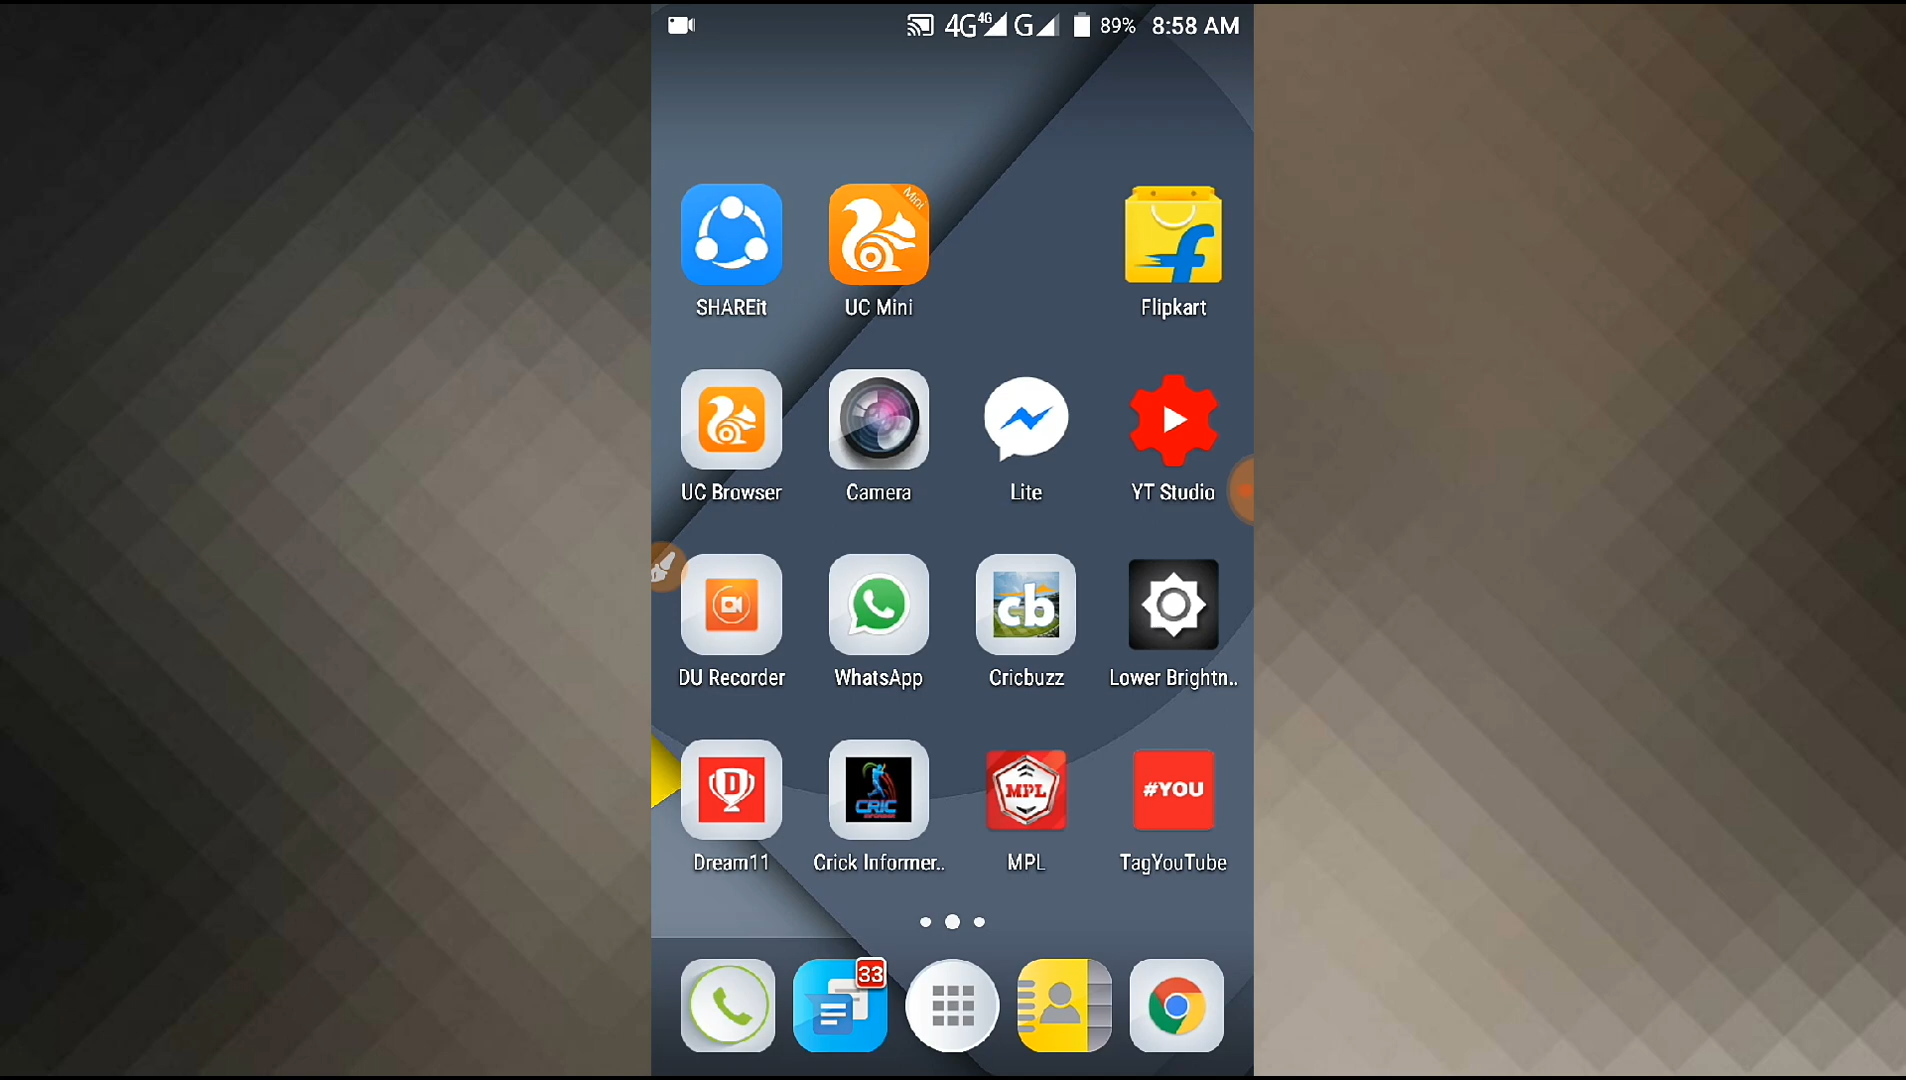 4G 4G G 89% 8:58 AM
Mini
SHAREit UC Mini Flipkart
UC Browser Camera Lite YT Studio
cb
DU Recorder WhatsApp Cricbuzz Lower Brightn..
D CRIC MPL #YOU
Dream11 Crick Informer.. MPL TagYouTube
33